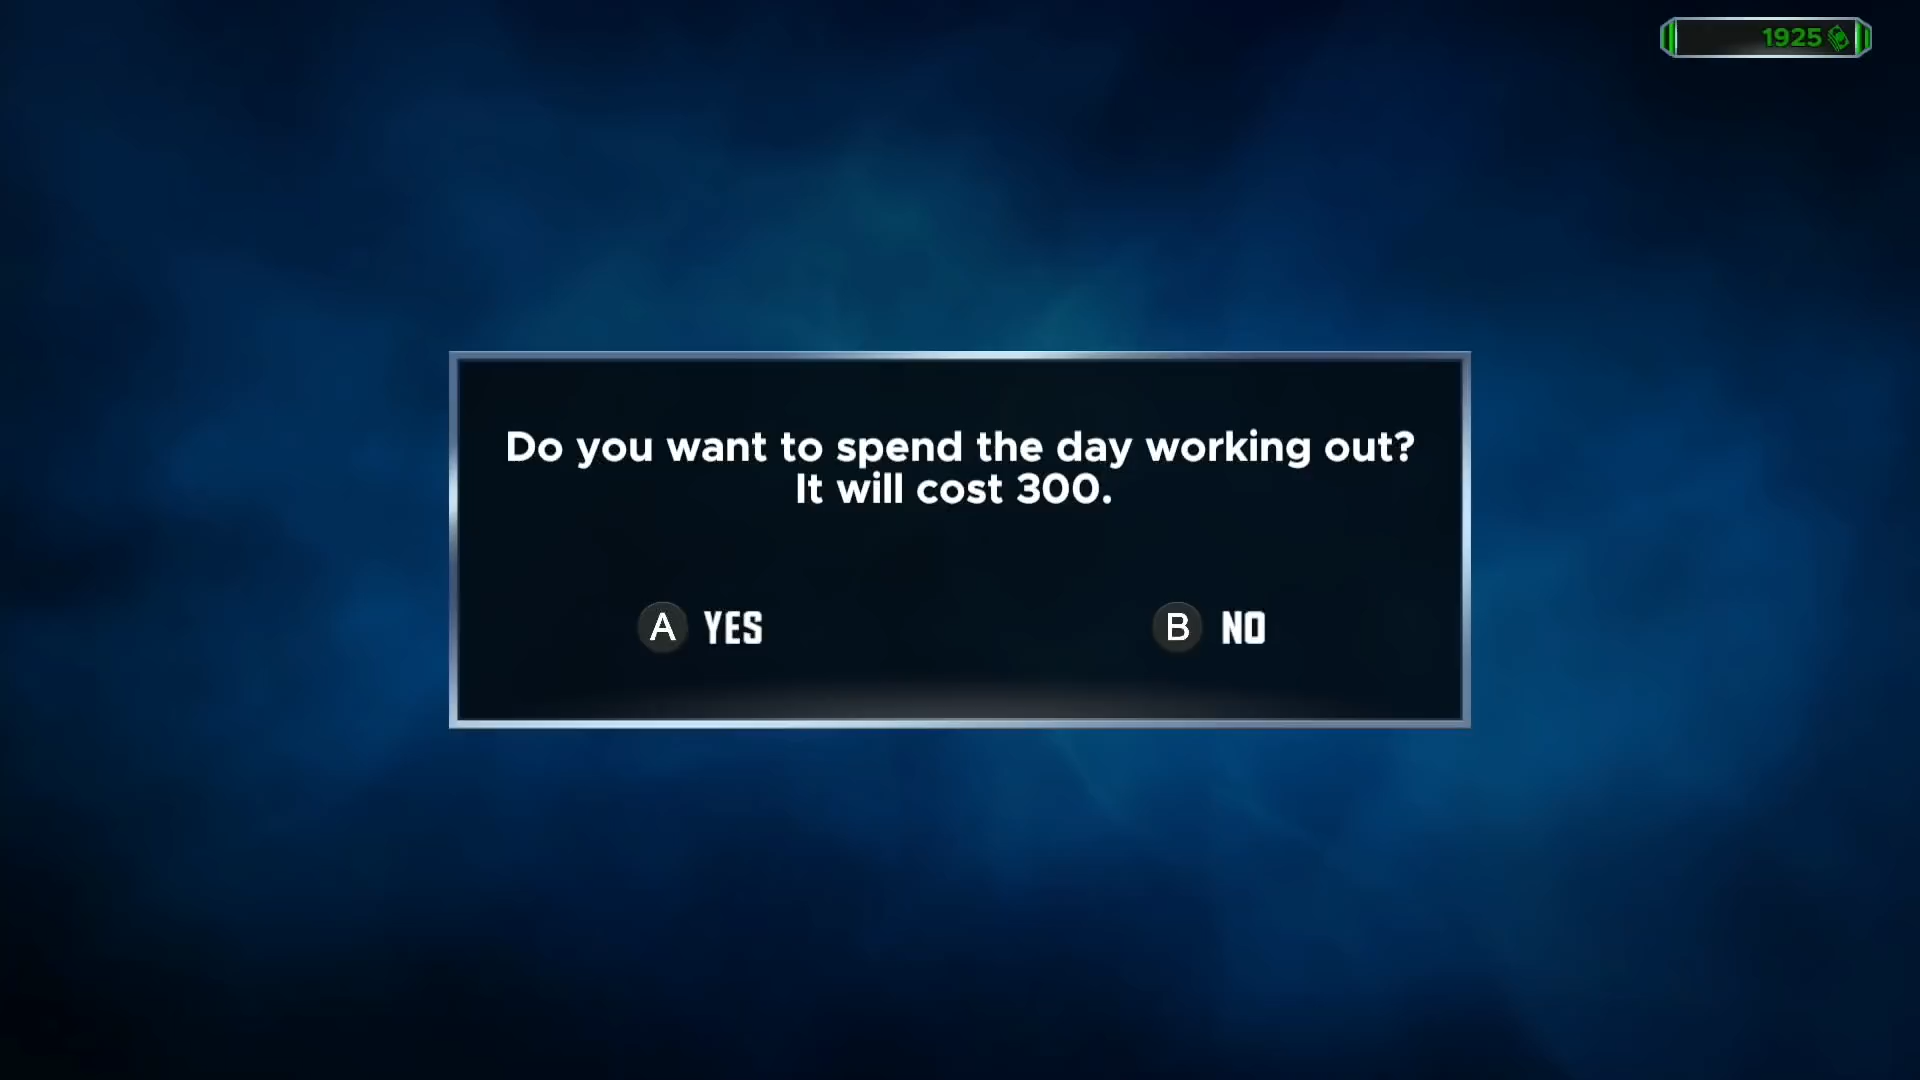 1925
Do you want to spend the day working out?
It will cost 300.
A YES
B NO